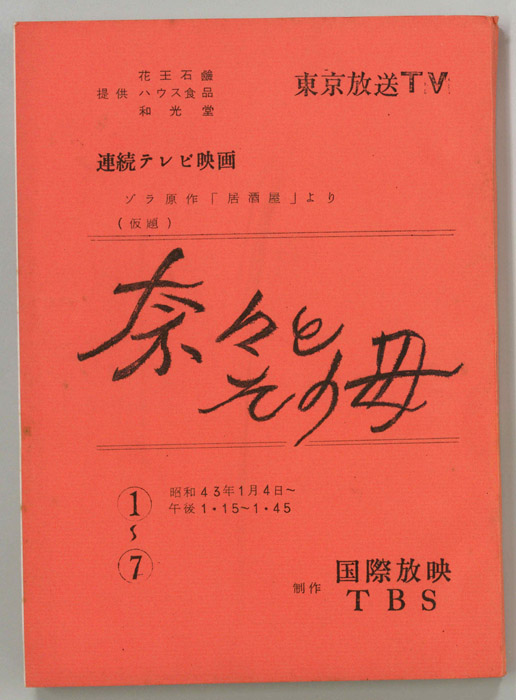 花王石鹸
提供 ハウス食品
和光堂
東京放送TV
連続テレビ映画
ゾラ原作「居酒屋」より
(仮題)
奈々と
その母
①
〜
⑦
昭和43年1月4日〜
午後1・15〜1・45
制作 国際放映
TBS